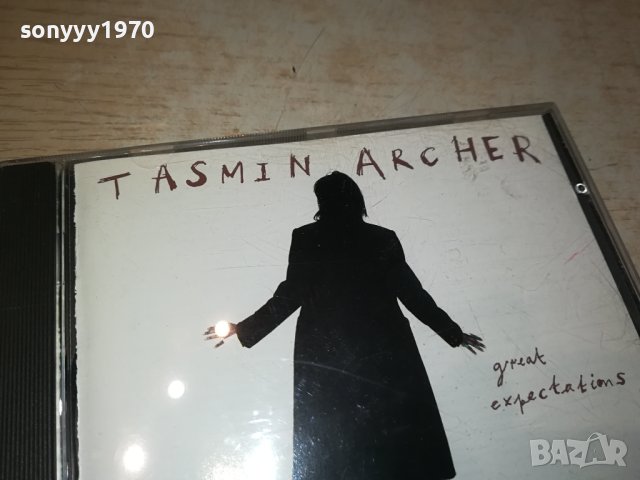 sonyyy1970
TASMIN ARCHER
great
expectations
BAZAR